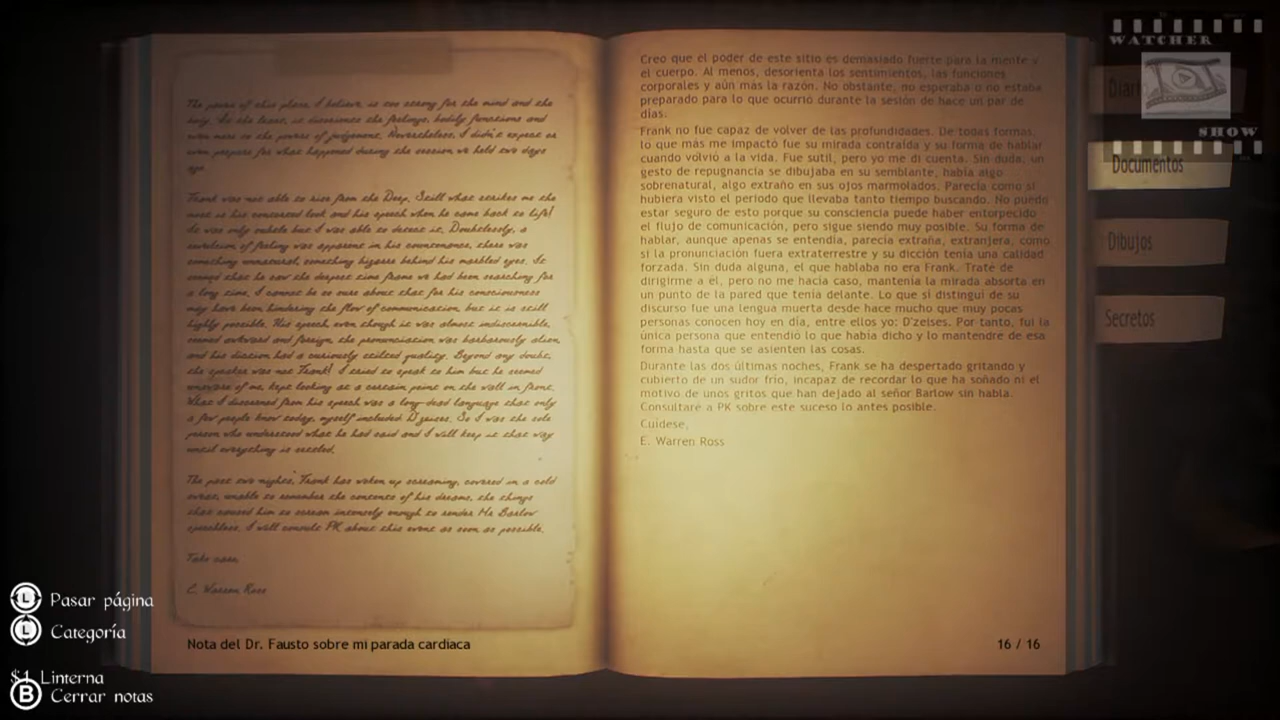 The power of this place, I believe, is too strong for the mind and the
body. At the least, it disorients the feelings, bodily functions and
even more so the power of judgement. Nevertheless, I didn't expect or
even prepare for what happened during the session we held two days
ago.
Frank was not able to rise from the Deep. Still what strikes me the
most is his contorted look and his speech when he came back to life!
It was only subtle but I was able to detect it. Doubtlessly, a
revulsion of feeling was apparent in his countenance, there was
something unnatural, something bizarre behind his marbled eyes. It
seemed that he saw the deepest time frame we had been searching for
a long time. I cannot be so sure about that for his consciousness
may have been hindering the flow of communication but it is still
highly possible. His speech, even though it was almost indiscernible,
seemed awkward and foreign, the pronunciation was barbarously alien
and his diction had a curiously stilted quality. Beyond any doubt,
the speaker was not Frank! I tried to speak to him but he seemed
unaware of me, kept looking at a certain point on the wall in front.
What I discerned from his speech was a long-dead language that only
a few people know today, myself included: D'zeises. So I was the sole
person who understood what he had said and I will keep it that way
until everything is settled.
The past two nights, Frank has woken up screaming, covered in a cold
sweat, unable to remember the contents of his dreams, the things
that caused him to scream intensely enough to render Mr Barlow
speechless. I will consult PK about this event as soon as possible.
Take care,
E. Warren Ross
Nota del Dr. Fausto sobre mi parada cardíaca
Creo que el poder de este sitio es demasiado fuerte para la mente y
el cuerpo. Al menos, desorienta los sentimientos, las funciones
corporales y aún más la razón. No obstante, no esperaba o no estaba
preparado para lo que ocurrió durante la sesión de hace un par de
días.
Frank no fue capaz de volver de las profundidades. De todas formas,
lo que más me impactó fue su mirada contraída y su forma de hablar
cuando volvió a la vida. Fue sutil, pero yo me di cuenta. Sin duda, un
gesto de repugnancia se dibujaba en su semblante, había algo
sobrenatural, algo extraño en sus ojos marmolados. Parecía como si
hubiera visto el periodo que llevaba tanto tiempo buscando. No puedo
estar seguro de esto porque su consciencia puede haber entorpecido
el flujo de comunicación, pero sigue siendo muy posible. Su forma de
hablar, aunque apenas se entendía, parecía extraña, extranjera, como
si la pronunciación fuera extraterrestre y su dicción tenía una calidad
forzada. Sin duda alguna, el que hablaba no era Frank. Traté de
dirigirme a él, pero no me hacía caso, mantenía la mirada absorta en
un punto de la pared que tenía delante. Lo que sí distinguí de su
discurso fue una lengua muerta desde hace mucho que muy pocas
personas conocen hoy en día, entre ellos yo: D'zeises. Por tanto, fui la
única persona que entendió lo que había dicho y lo mantendré de esa
forma hasta que se asienten las cosas.
Durante las dos últimas noches, Frank se ha despertado gritando y
cubierto de un sudor frío, incapaz de recordar lo que ha soñado ni el
motivo de unos gritos que han dejado al señor Barlow sin habla.
Consultaré a PK sobre este suceso lo antes posible.
Cuídese,
E. Warren Ross
16 / 16
WATCHER
SHOW
Documentos
Dibujos
Secretos
L Pasar página
L Categoría
$1 Linterna
B Cerrar notas